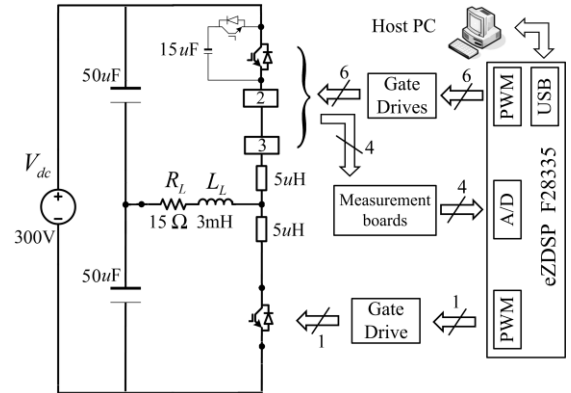 Host PC
15uF
50uF
6
Gate
Drives
6
PWM
USB
2
3
4
V_dc
5uH
R_L
L_L
Measurement
boards
4
A/D
eZDSP F28335
15 Ω
3mH
300V
5uH
50uF
1
Gate
Drive
1
PWM